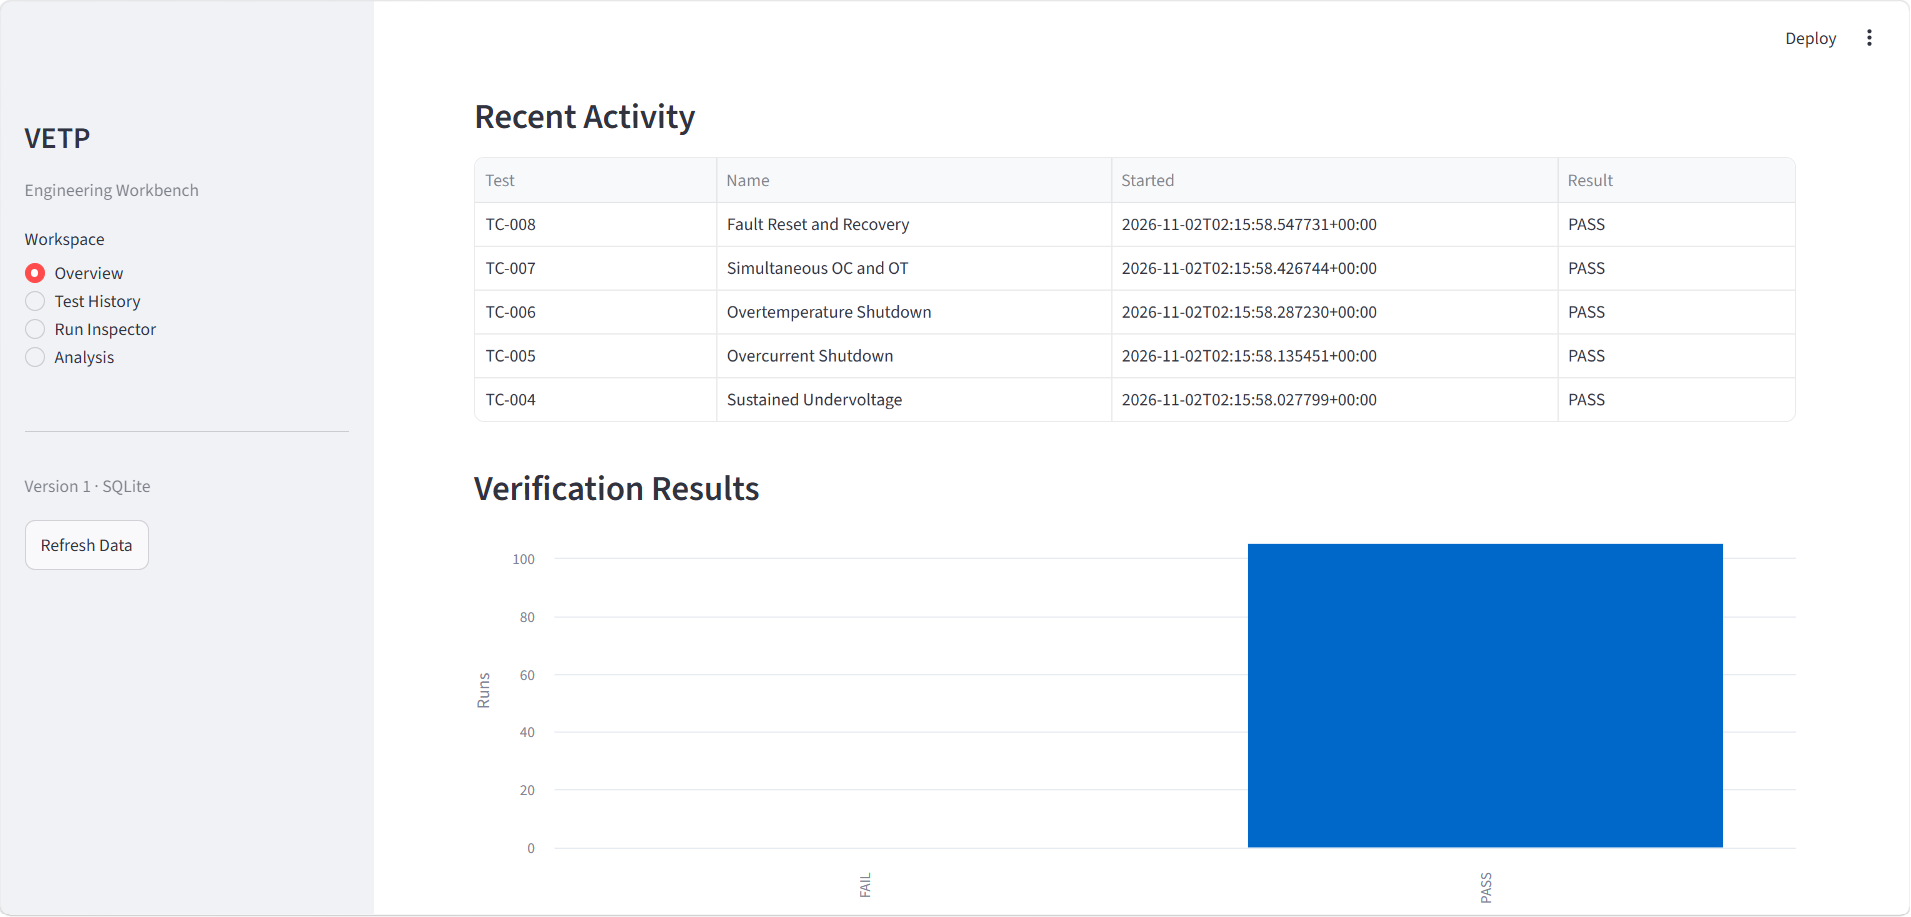 Deploy
VETP
Engineering Workbench
Workspace
Overview
Test History
Run Inspector
Analysis
Version 1 · SQLite
Refresh Data
Recent Activity
Test Name Started Result
TC-008 Fault Reset and Recovery 2026-11-02T02:15:58.547731+00:00 PASS
TC-007 Simultaneous OC and OT 2026-11-02T02:15:58.426744+00:00 PASS
TC-006 Overtemperature Shutdown 2026-11-02T02:15:58.287230+00:00 PASS
TC-005 Overcurrent Shutdown 2026-11-02T02:15:58.135451+00:00 PASS
TC-004 Sustained Undervoltage 2026-11-02T02:15:58.027799+00:00 PASS
Verification Results
100
80
60
40
20
0
Runs
FAIL
PASS